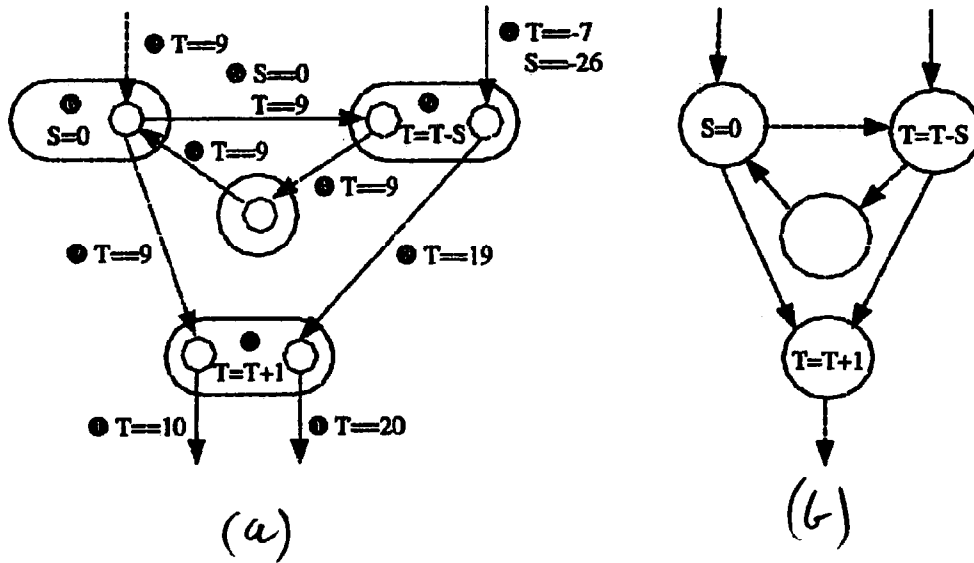 T==9
S==0
T==9
T==-7
S==-26
S=0
T=T-S
T==9
T==9
T==9
T==19
T=T+1
T==10
T==20
(a)
S=0
T=T-S
T=T+1
(b)